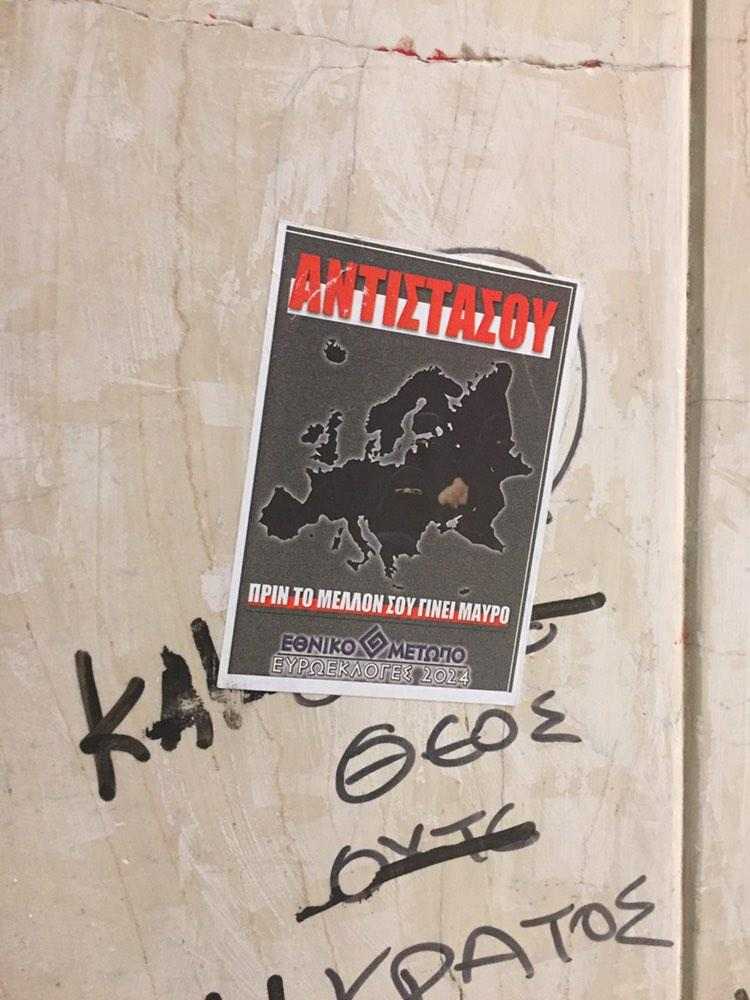 ΑΝΤΙΣΤΑΣΟΥ
ΠΡΙΝ ΤΟ ΜΕΛΛΟΝ ΣΟΥ ΓΙΝΕΙ ΜΑΥΡΟ
ΕΘΝΙΚΟ ΜΕΤΩΠΟ
ΕΥΡΩΕΚΛΟΓΕΣ 2024
ΘΕΟΣ
ΟΥΤΕ
ΚΡΑΤΟΣ